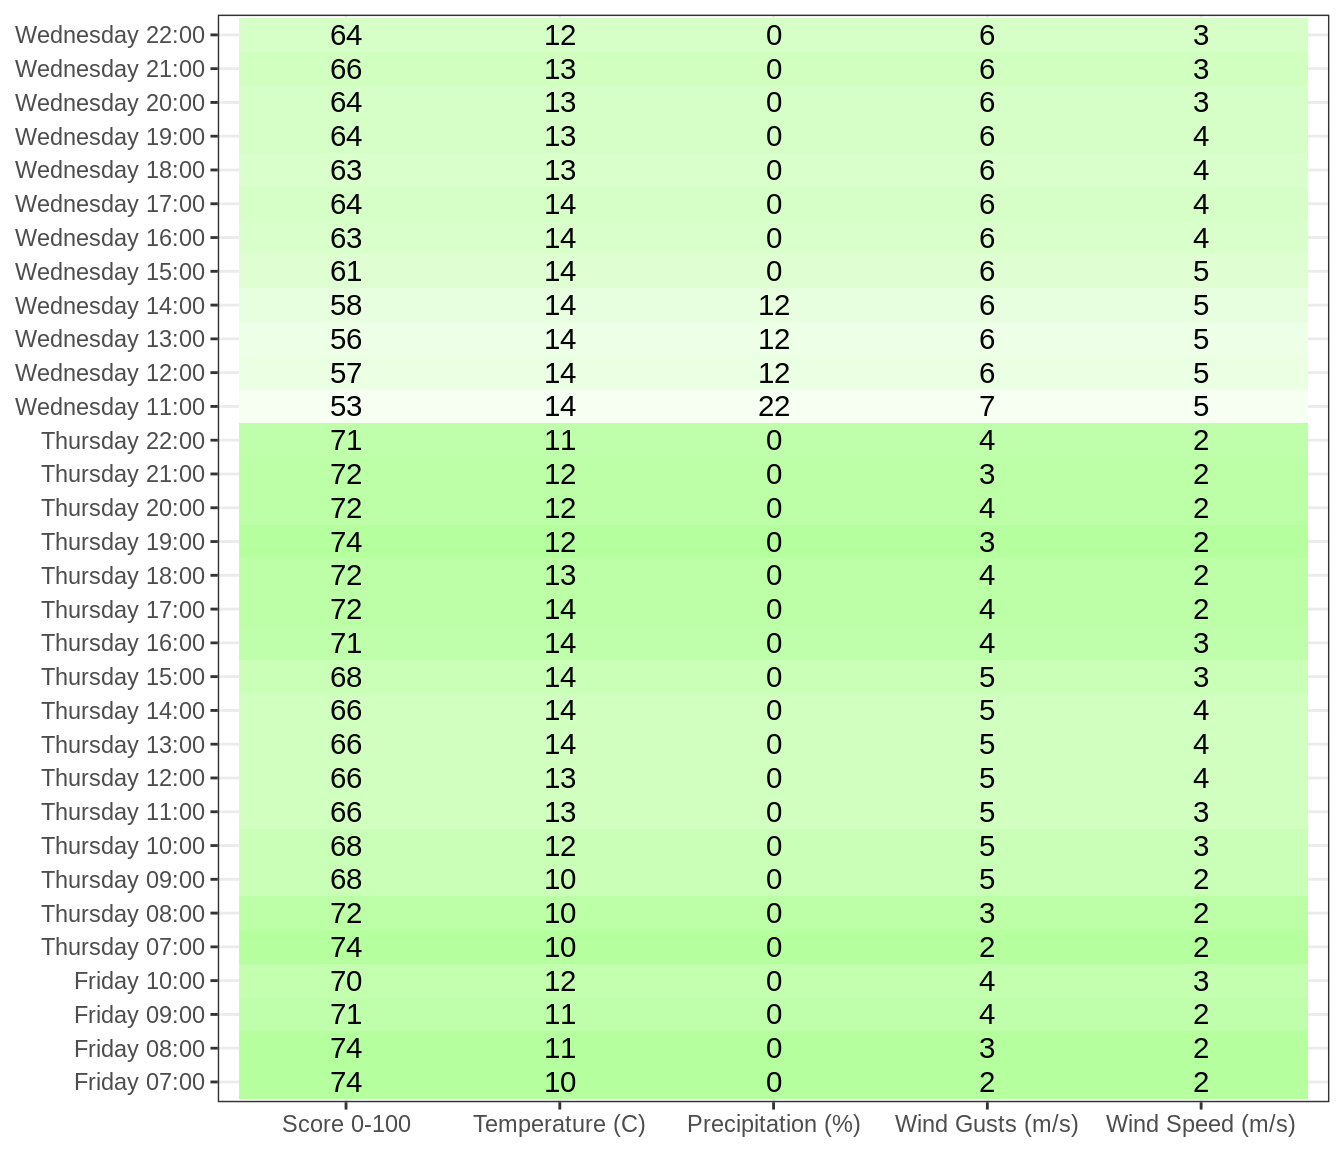 Wednesday 22:00 64 12 0 6 3
Wednesday 21:00 66 13 0 6 3
Wednesday 20:00 64 13 0 6 3
Wednesday 19:00 64 13 0 6 4
Wednesday 18:00 63 13 0 6 4
Wednesday 17:00 64 14 0 6 4
Wednesday 16:00 63 14 0 6 4
Wednesday 15:00 61 14 0 6 5
Wednesday 14:00 58 14 12 6 5
Wednesday 13:00 56 14 12 6 5
Wednesday 12:00 57 14 12 6 5
Wednesday 11:00 53 14 22 7 5
Thursday 22:00 71 11 0 4 2
Thursday 21:00 72 12 0 3 2
Thursday 20:00 72 12 0 4 2
Thursday 19:00 74 12 0 3 2
Thursday 18:00 72 13 0 4 2
Thursday 17:00 72 14 0 4 2
Thursday 16:00 71 14 0 4 3
Thursday 15:00 68 14 0 5 3
Thursday 14:00 66 14 0 5 4
Thursday 13:00 66 14 0 5 4
Thursday 12:00 66 13 0 5 4
Thursday 11:00 66 13 0 5 3
Thursday 10:00 68 12 0 5 3
Thursday 09:00 68 10 0 5 2
Thursday 08:00 72 10 0 3 2
Thursday 07:00 74 10 0 2 2
Friday 10:00 70 12 0 4 3
Friday 09:00 71 11 0 4 2
Friday 08:00 74 11 0 3 2
Friday 07:00 74 10 0 2 2
Score 0-100 Temperature (C) Precipitation (%) Wind Gusts (m/s) Wind Speed (m/s)